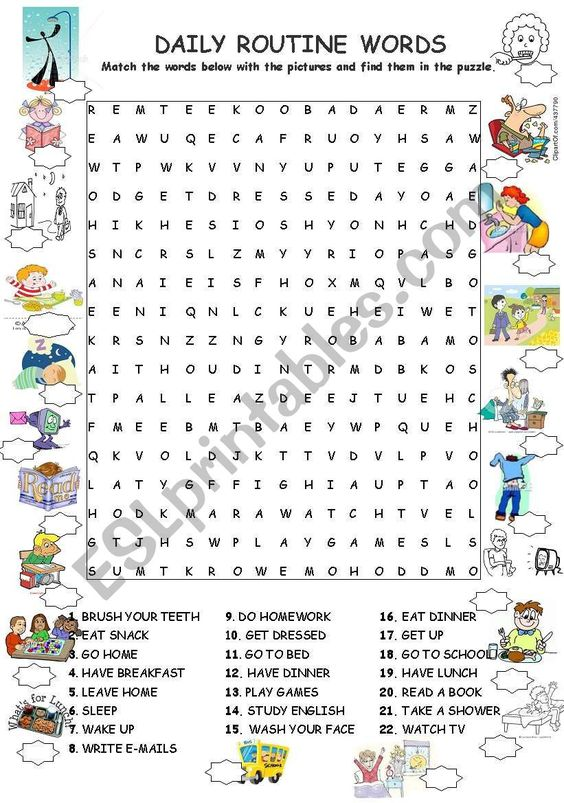 DAILY ROUTINE WORDS
Match the words below with the pictures and find them in the puzzle.
R E M T E E K O O B A D A E R M Z
E A W U Q E C A F R U O Y H S A W
W T P W K V V N Y U P U T E G G A
O D G E T D R E S S E D A Y O A E
H I K H E S I O S H Y O N H C H D
S N C R S L Z M Y Y R I O P A S G
A N A I E I S F H O X M Q V L B O
E E N I Q N L C K U E H E I W E T
K R S N Z Z N G Y R O B A B A M O
A I T H O U D I N T R M D B K O S
T P A L L E A Z D E E J T U E H C
F M E E B M T B A E Y W P Q U E H
Q K V O L D J K T T V D V L P V O
L A T Y G F F I G H I A U P T A O
H O D K M A R A W A T C H T V E L
G T J H S W P L A Y G A M E S L S
S U M T K R O W E M O H O D D M O
Clipart Of.com/437790
Z
Read me
What's for Lunch?
SCHOOL
ESLprintables.com
1. BRUSH YOUR TEETH
2. EAT SNACK
3. GO HOME
4. HAVE BREAKFAST
5. LEAVE HOME
6. SLEEP
7. WAKE UP
8. WRITE E-MAILS
9. DO HOMEWORK
10. GET DRESSED
11. GO TO BED
12. HAVE DINNER
13. PLAY GAMES
14. STUDY ENGLISH
15. WASH YOUR FACE
16. EAT DINNER
17. GET UP
18. GO TO SCHOOL
19. HAVE LUNCH
20. READ A BOOK
21. TAKE A SHOWER
22. WATCH TV